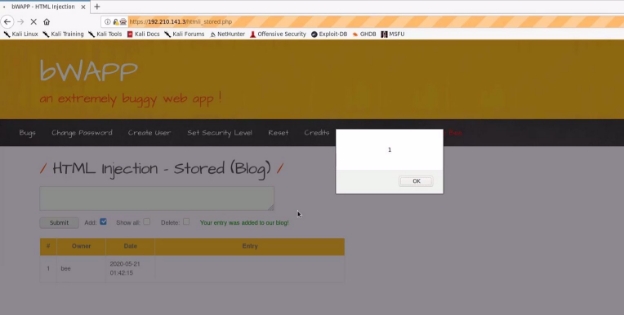 bWAPP - HTML Injection
https://192.210.141.3/htmli_stored.php
Kali Linux Kali Training Kali Tools Kali Docs Kali Forums NetHunter Offensive Security Exploit-DB GHDB MSFU
bWAPP
an extremely buggy web app !
Bugs Change Password Create User Set Security Level Reset Credits
/ HTML Injection - Stored (Blog) /
1
OK
Submit Add: Show all: Delete: Your entry was added to our blog!
# Owner Date Entry
1 bee 2020-05-21
01:42:15